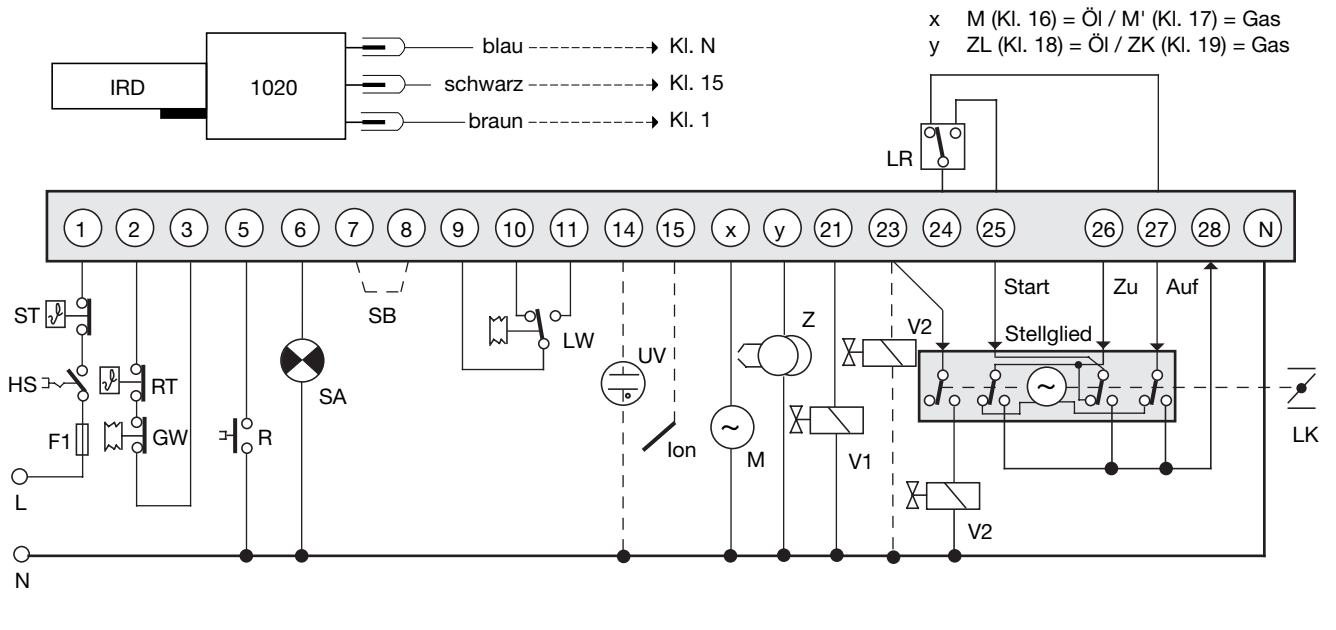 x M (Kl. 16) = Öl / M' (Kl. 17) = Gas
y ZL (Kl. 18) = Öl / ZK (Kl. 19) = Gas
IRD
1020
blau
Kl. N
schwarz
Kl. 15
braun
Kl. 1
LR
1 2 3 5 6 7 8 9 10 11 14 15 x y 21 23 24 25 26 27 28 N
Start
Zu
Auf
ST
SB
LW
Z
V2
Stellglied
UV
HS
RT
SA
~
F1
GW
R
Ion
~
M
V1
LK
L
V2
N